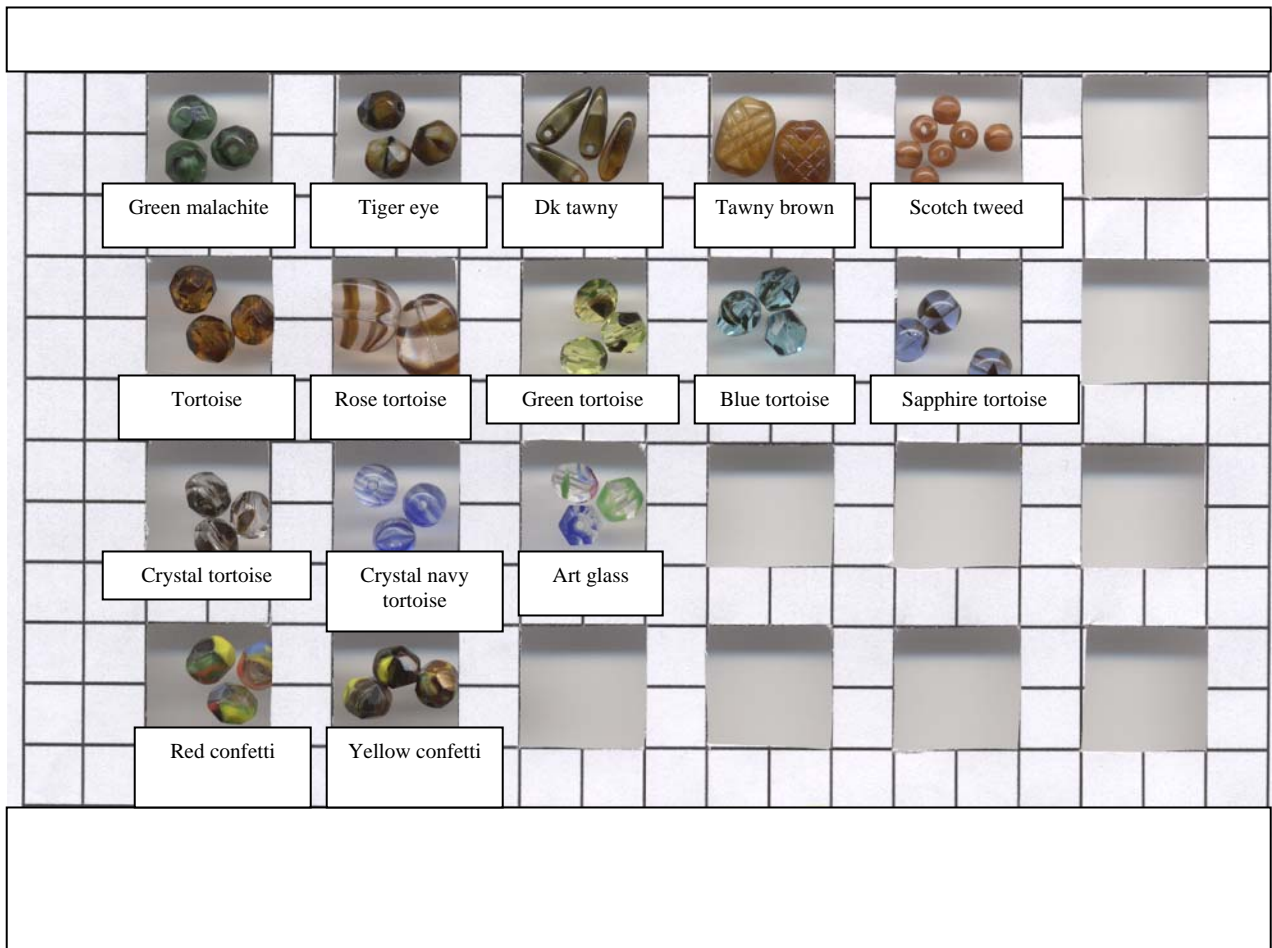 Green malachite
Tiger eye
Dk tawny
Tawny brown
Scotch tweed
Tortoise
Rose tortoise
Green tortoise
Blue tortoise
Sapphire tortoise
Crystal tortoise
Crystal navy
tortoise
Art glass
Red confetti
Yellow confetti